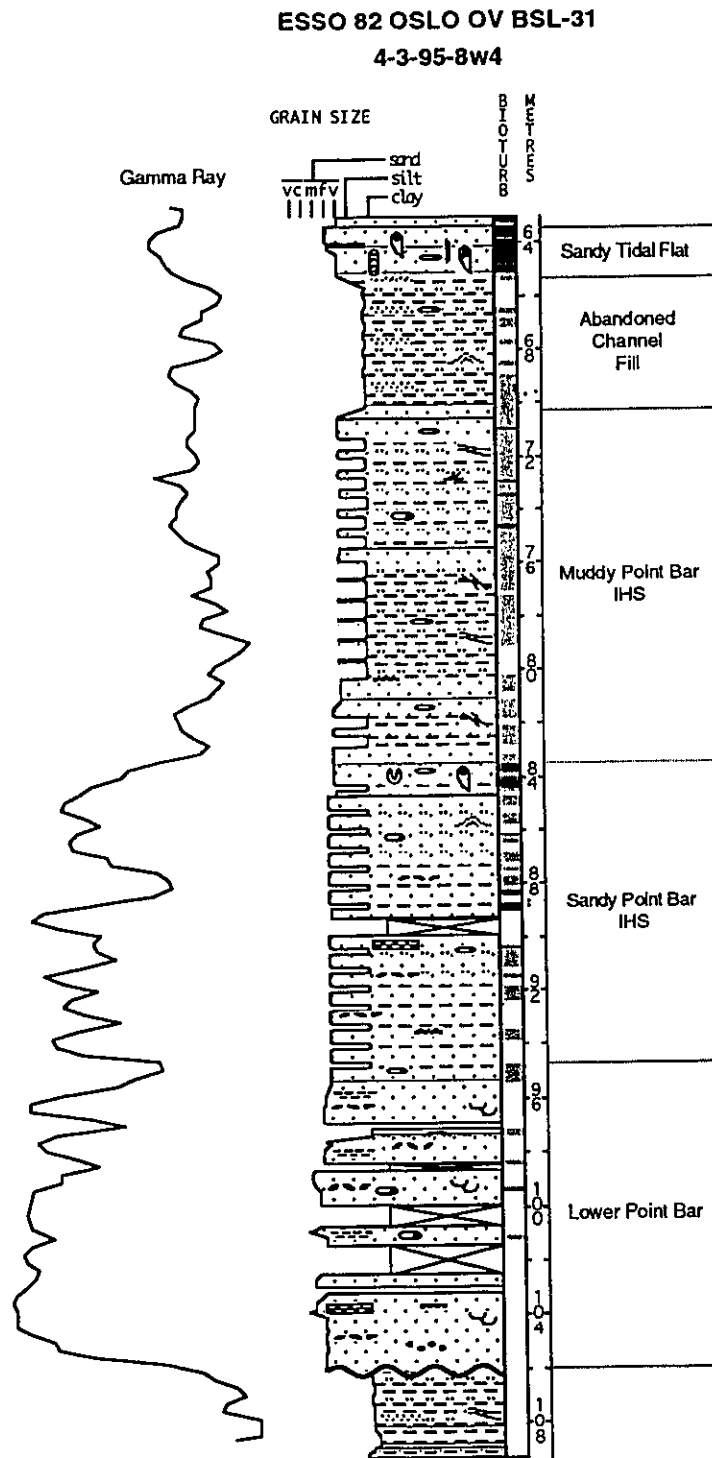 ESSO 82 OSLO OV BSL-31
4-3-95-8w4
GRAIN SIZE
BIOTURB
METRES
sand
silt
clay
vcmfv
Gamma Ray
64
Sandy Tidal Flat
Abandoned
Channel
Fill
68
72
76
Muddy Point Bar
IHS
80
84
88
Sandy Point Bar
IHS
92
96
100
Lower Point Bar
104
108